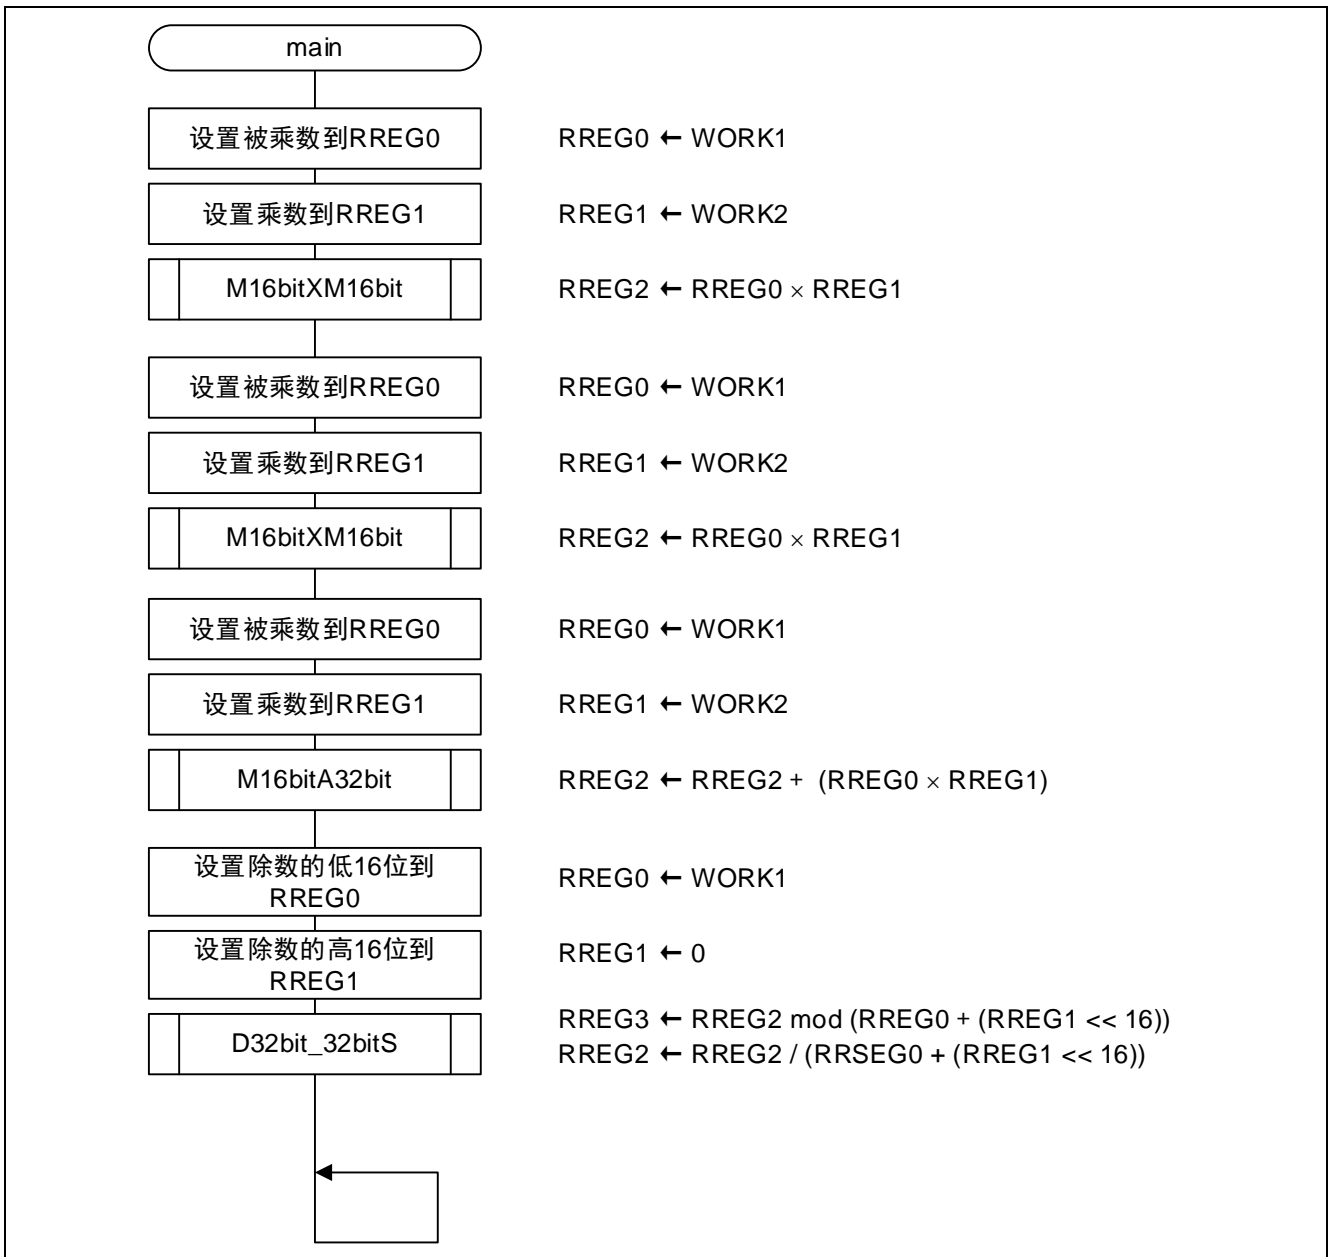 main
设置被乘数到RREG0
RREG0 ← WORK1
设置乘数到RREG1
RREG1 ← WORK2
M16bitXM16bit
RREG2 ← RREG0 × RREG1
设置被乘数到RREG0
RREG0 ← WORK1
设置乘数到RREG1
RREG1 ← WORK2
M16bitXM16bit
RREG2 ← RREG0 × RREG1
设置被乘数到RREG0
RREG0 ← WORK1
设置乘数到RREG1
RREG1 ← WORK2
M16bitA32bit
RREG2 ← RREG2 + (RREG0 × RREG1)
设置除数的低16位到
RREG0
RREG0 ← WORK1
设置除数的高16位到
RREG1
RREG1 ← 0
D32bit_32bitS
RREG3 ← RREG2 mod (RREG0 + (RREG1 << 16))
RREG2 ← RREG2 / (RRSEG0 + (RREG1 << 16))